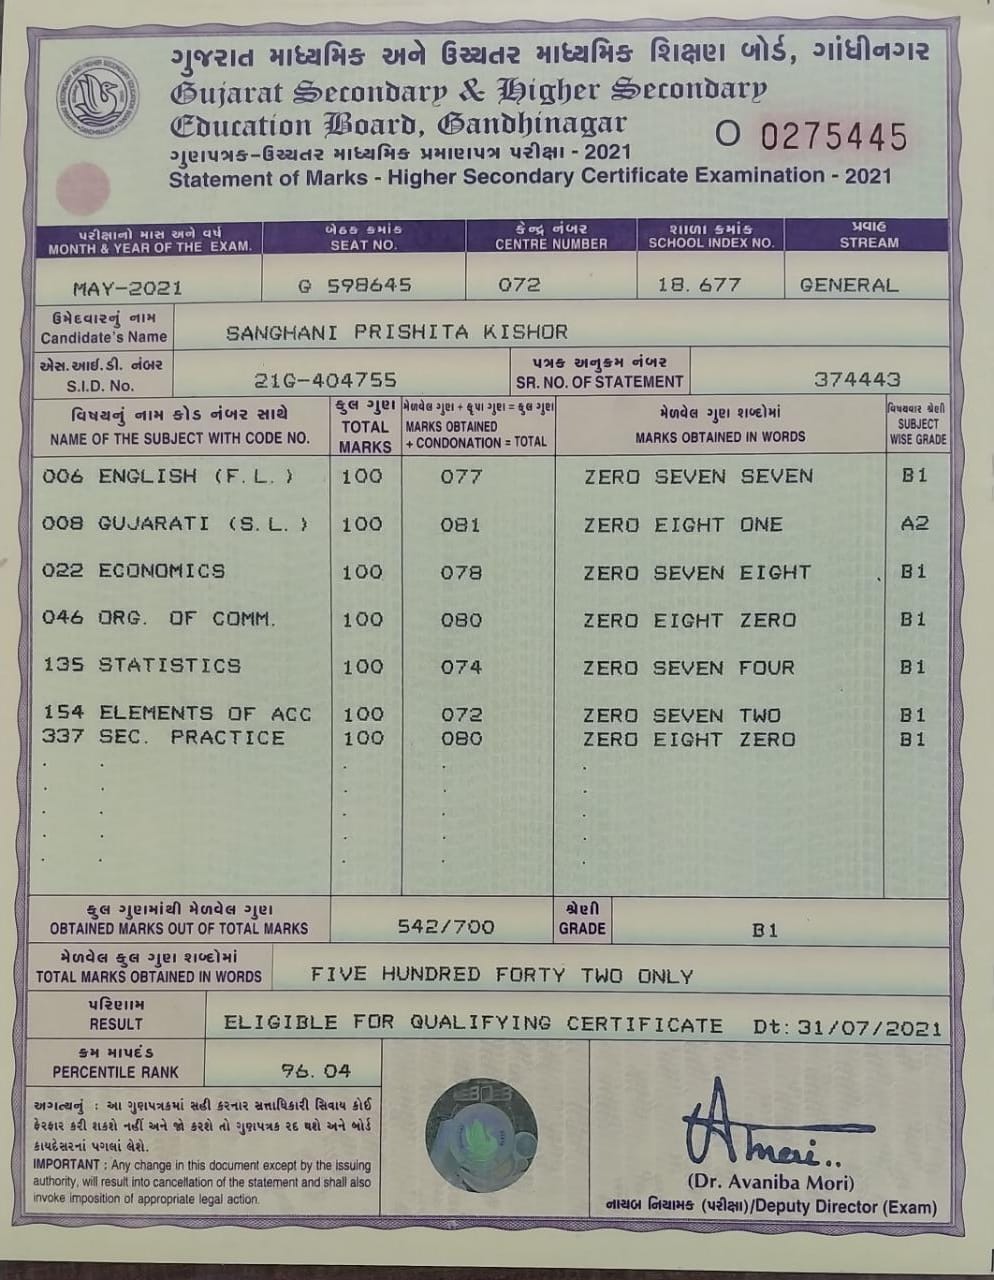 ગુજરાત માધ્યમિક અને ઉચ્ચતર માધ્યમિક શિક્ષણ બોર્ડ, ગાંધીનગર
Gujarat Secondary & Higher Secondary
Education Board, Gandhinagar
O 0275445
ગુણપત્રક-ઉચ્ચતર માધ્યમિક પ્રમાણપત્ર પરીક્ષા - 2021
Statement of Marks - Higher Secondary Certificate Examination - 2021
પરીક્ષાનો માસ અને વર્ષ બેઠક ક્રમાંક કેન્દ્ર નંબર શાળા ક્રમાંક પ્રવાહ
MONTH & YEAR OF THE EXAM. SEAT NO. CENTRE NUMBER SCHOOL INDEX NO. STREAM
MAY-2021 G 598645 072 18.677 GENERAL
ઉમેદવારનું નામ
Candidate's Name SANGHANI PRISHITA KISHOR
એસ.આઈ.ડી. નંબર પત્રક અનુક્રમ નંબર
S.I.D. No. 21G-404755 SR. NO. OF STATEMENT 374443
વિષયનું નામ કોડ નંબર સાથે કુલ ગુણ મેળવેલ ગુણ + કૃપા ગુણ = કુલ ગુણ મેળવેલ ગુણ શબ્દોમાં વિષયવાર શ્રેણી
NAME OF THE SUBJECT WITH CODE NO. TOTAL MARKS MARKS OBTAINED + CONDONATION = TOTAL MARKS OBTAINED IN WORDS SUBJECT WISE GRADE
006 ENGLISH (F.L.) 100 077 ZERO SEVEN SEVEN B1
008 GUJARATI (S.L.) 100 081 ZERO EIGHT ONE A2
022 ECONOMICS 100 078 ZERO SEVEN EIGHT B1
046 ORG. OF COMM. 100 080 ZERO EIGHT ZERO B1
135 STATISTICS 100 074 ZERO SEVEN FOUR B1
154 ELEMENTS OF ACC 100 072 ZERO SEVEN TWO B1
337 SEC. PRACTICE 100 080 ZERO EIGHT ZERO B1
કુલ ગુણમાંથી મેળવેલ ગુણ શ્રેણી
OBTAINED MARKS OUT OF TOTAL MARKS 542/700 GRADE B1
મેળવેલ કુલ ગુણ શબ્દોમાં
TOTAL MARKS OBTAINED IN WORDS FIVE HUNDRED FORTY TWO ONLY
પરિણામ
RESULT ELIGIBLE FOR QUALIFYING CERTIFICATE Dt: 31/07/2021
ક્રમ માપદંડ
PERCENTILE RANK 96.04
અગત્યનું : આ ગુણપત્રકમાં સહી કરનાર સત્તાધિકારી સિવાય કોઈ
ફેરફાર કરી શકશે નહીં અને જો કરશે તો ગુણપત્રક રદ થશે અને બોર્ડ
કાયદેસરનાં પગલાં લેશે.
IMPORTANT : Any change in this document except by the issuing
authority, will result into cancellation of the statement and shall also
invoke imposition of appropriate legal action.
(Dr. Avaniba Mori)
નાયબ નિયામક (પરીક્ષા)/Deputy Director (Exam)